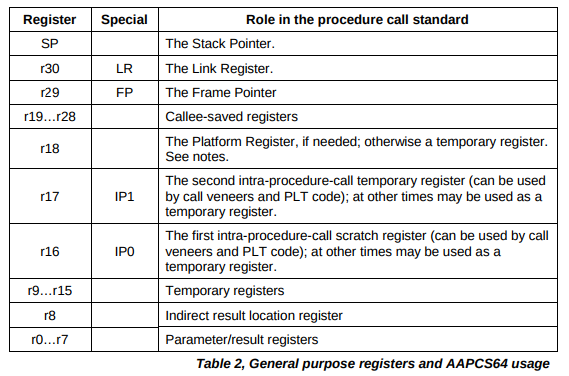 Register Special Role in the procedure call standard
SP The Stack Pointer.
r30 LR The Link Register.
r29 FP The Frame Pointer
r19…r28 Callee-saved registers
r18 The Platform Register, if needed; otherwise a temporary register.
See notes.
r17 IP1 The second intra-procedure-call temporary register (can be used
by call veneers and PLT code); at other times may be used as a
temporary register.
r16 IP0 The first intra-procedure-call scratch register (can be used by call
veneers and PLT code); at other times may be used as a
temporary register.
r9…r15 Temporary registers
r8 Indirect result location register
r0…r7 Parameter/result registers
Table 2, General purpose registers and AAPCS64 usage